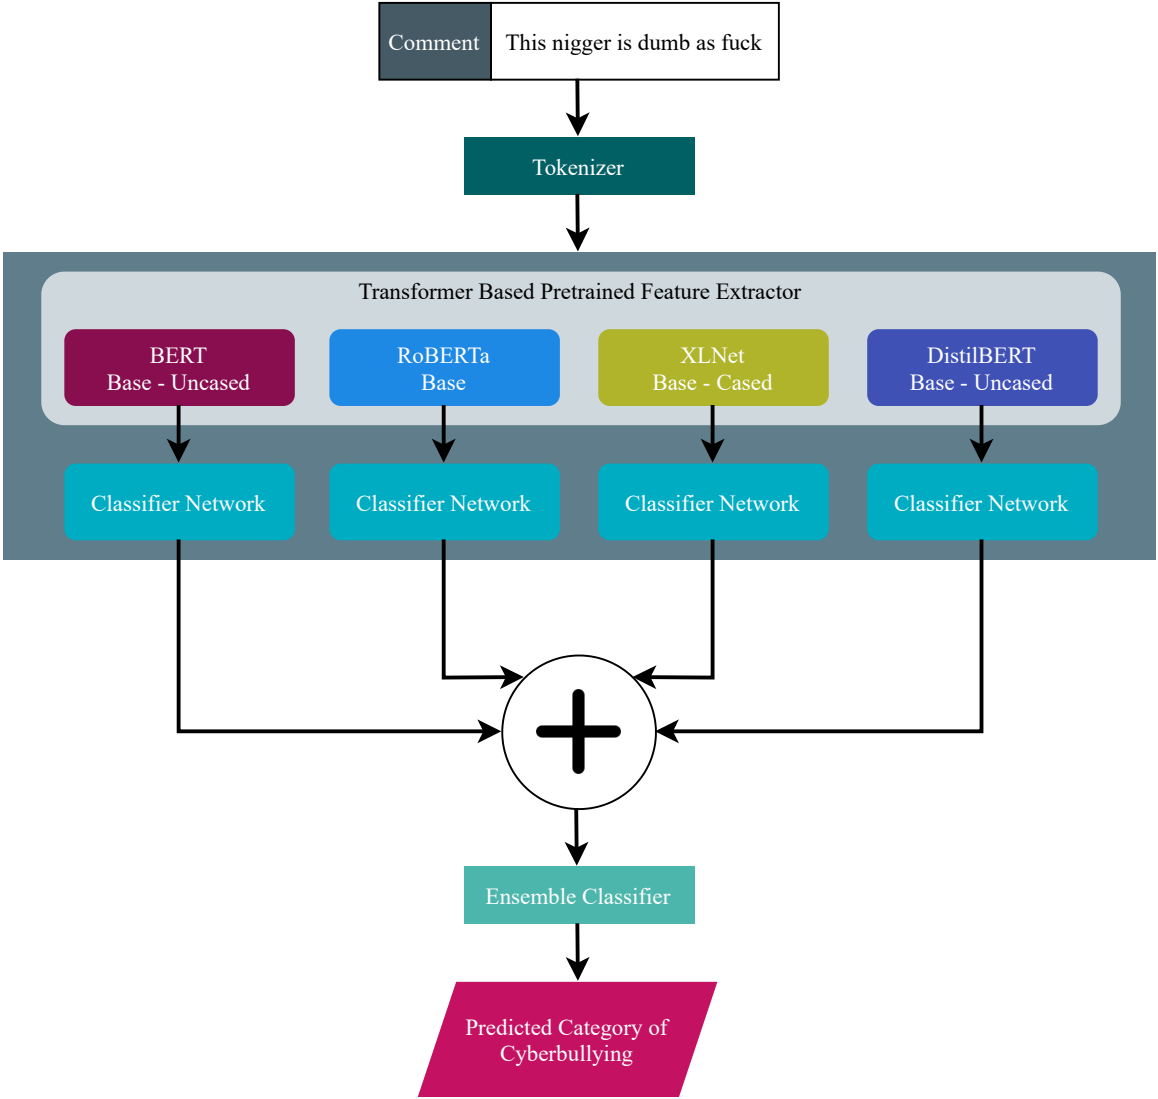 Comment This nigger is dumb as fuck
Tokenizer
Transformer Based Pretrained Feature Extractor
BERT
Base - Uncased
RoBERTa
Base
XLNet
Base - Cased
DistilBERT
Base - Uncased
Classifier Network
Classifier Network
Classifier Network
Classifier Network
Ensemble Classifier
Predicted Category of
Cyberbullying